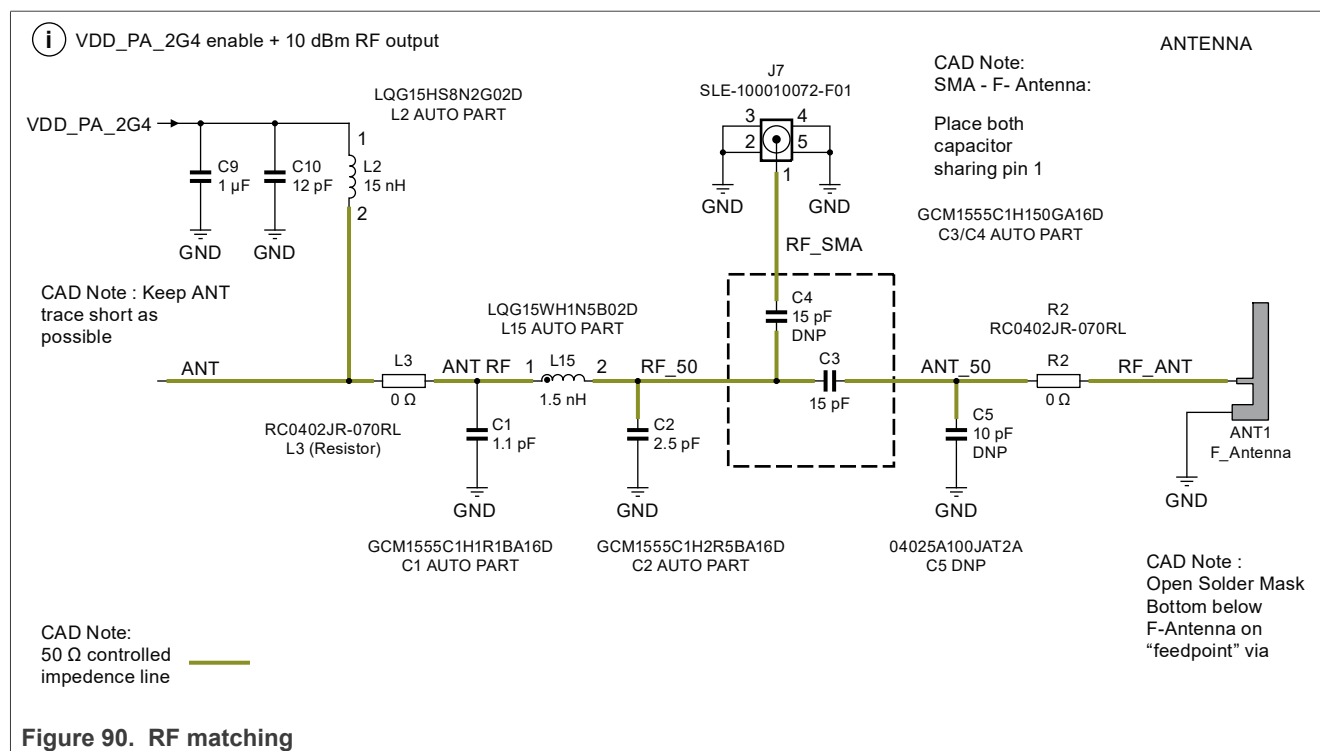 i VDD_PA_2G4 enable + 10 dBm RF output
ANTENNA
CAD Note:
SMA - F- Antenna:
Place both
capacitor
sharing pin 1
J7
SLE-100010072-F01
3 4
2 5
1
GND GND
LQG15HS8N2G02D
L2 AUTO PART
VDD_PA_2G4
1
C9
1 µF
C10
12 pF
L2
15 nH
2
GND GND
GCM1555C1H150GA16D
C3/C4 AUTO PART
RF_SMA
CAD Note : Keep ANT
trace short as
possible
LQG15WH1N5B02D
L15 AUTO PART
C4
15 pF
DNP
R2
RC0402JR-070RL
ANT L3 ANT RF 1 L15 2 RF_50 C3 ANT_50 R2 RF_ANT
0 Ω 1.5 nH 15 pF 0 Ω
RC0402JR-070RL
L3 (Resistor)
C1
1.1 pF
C2
2.5 pF
C5
10 pF
DNP
ANT1
F_Antenna
GND GND GND GND
GCM1555C1H1R1BA16D
C1 AUTO PART
GCM1555C1H2R5BA16D
C2 AUTO PART
04025A100JAT2A
C5 DNP
CAD Note :
Open Solder Mask
Bottom below
F-Antenna on
“feedpoint” via
CAD Note:
50 Ω controlled
impedence line
Figure 90. RF matching